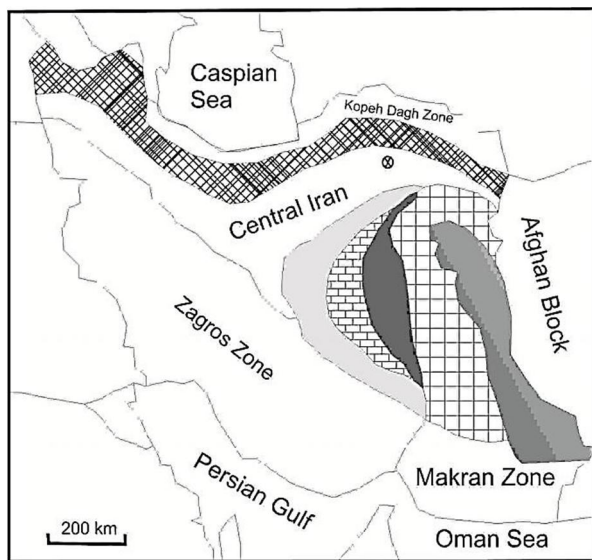 Caspian
Sea
Kopeh Dagh Zone
Central Iran
Afghan Block
Zagros Zone
Makran Zone
Persian Gulf
200 km
Oman Sea